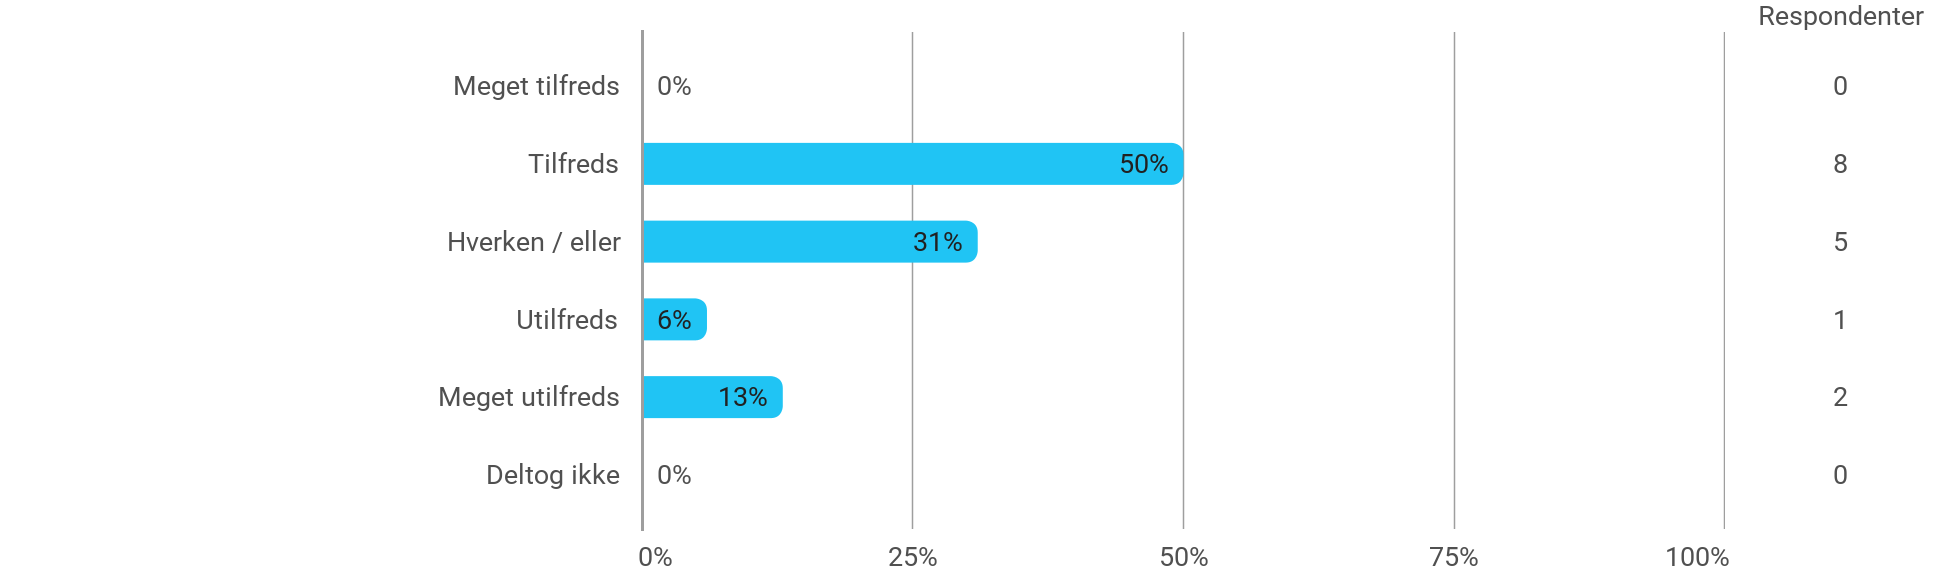 Respondenter
Meget tilfreds 0% 0
Tilfreds 50% 8
Hverken / eller 31% 5
Utilfreds 6% 1
Meget utilfreds 13% 2
Deltog ikke 0% 0
0% 25% 50% 75% 100%